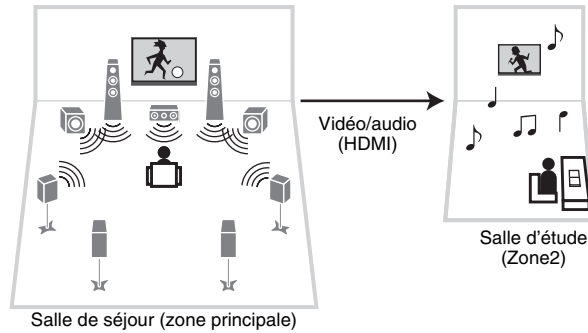 Vidéo/audio
(HDMI)
Salle d'étude
(Zone2)
Salle de séjour (zone principale)